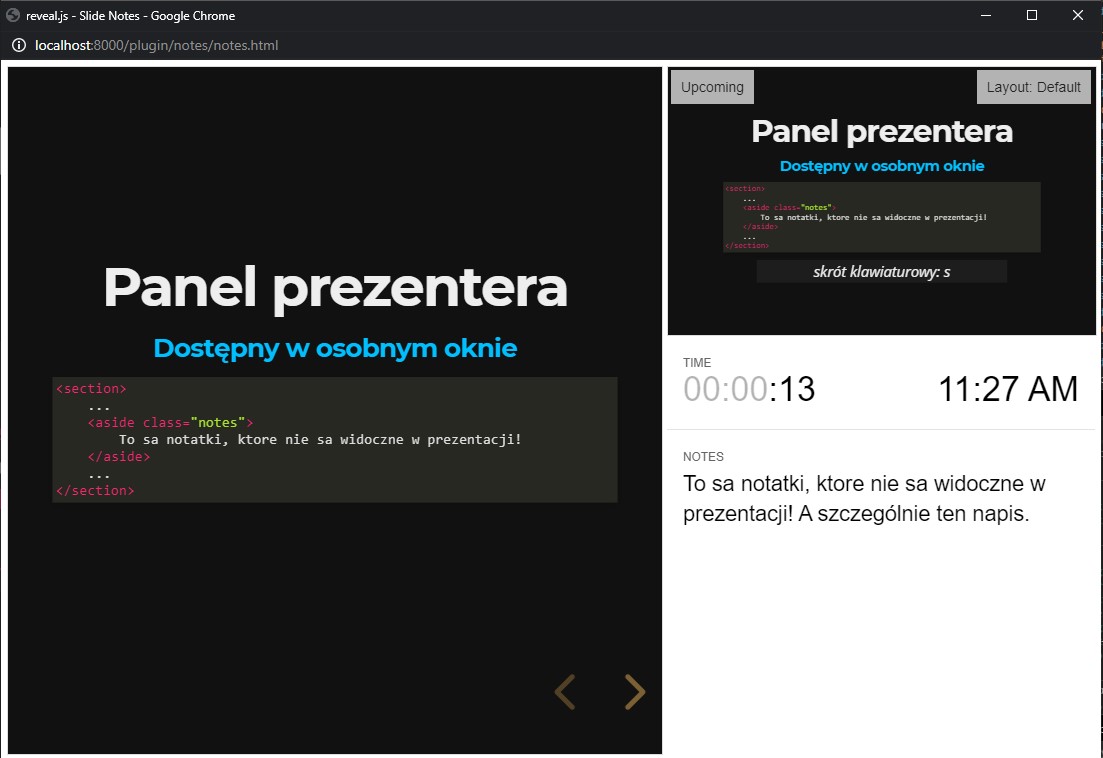 reveal.js - Slide Notes - Google Chrome
localhost:8000/plugin/notes/notes.html
Panel prezentera
Dostępny w osobnym oknie
<section>
...
<aside class="notes">
To sa notatki, ktore nie sa widoczne w prezentacji!
</aside>
...
</section>
Upcoming
Layout: Default
Panel prezentera
Dostępny w osobnym oknie
<section>
...
<aside class="notes">
To sa notatki, ktore nie sa widoczne w prezentacji!
</aside>
...
</section>
skrót klawiaturowy: s
TIME
00:00:13 11:27 AM
NOTES
To sa notatki, ktore nie sa widoczne w
prezentacji! A szczególnie ten napis.